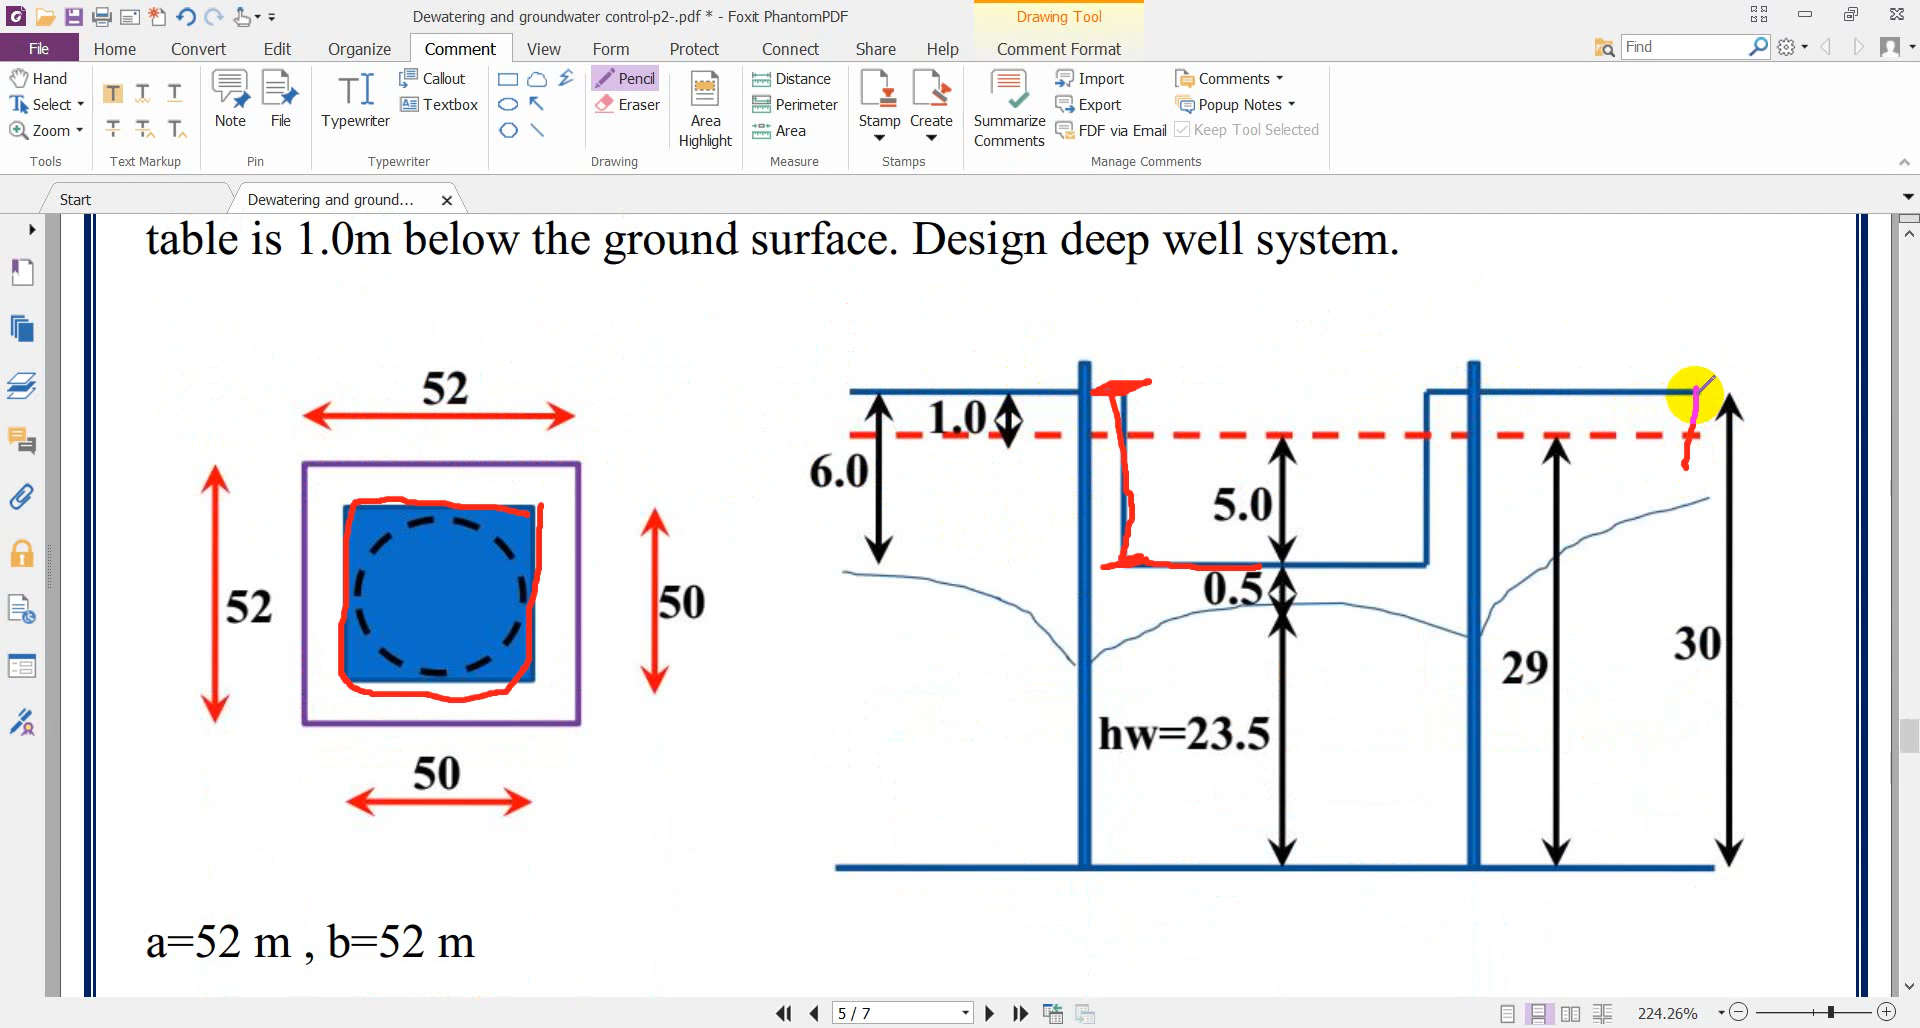 Dewatering and groundwater control-p2-.pdf * - Foxit PhantomPDF
Drawing Tool
File Home Convert Edit Organize Comment View Form Protect Connect Share Help Comment Format
Find
Hand
Select
Zoom
Tools
Text Markup
Note
File
Pin
Typewriter
Callout
Textbox
Typewriter
Pencil
Eraser
Area Highlight
Drawing
Distance
Perimeter
Area
Measure
Stamp
Create
Stamps
Summarize Comments
Import
Export
FDF via Email
Comments
Popup Notes
Keep Tool Selected
Manage Comments
Start
Dewatering and ground...
table is 1.0m below the ground surface. Design deep well system.
52
52
50
50
1.0
6.0
5.0
0.5
hw=23.5
29
30
a=52 m , b=52 m
5 / 7
224.26%